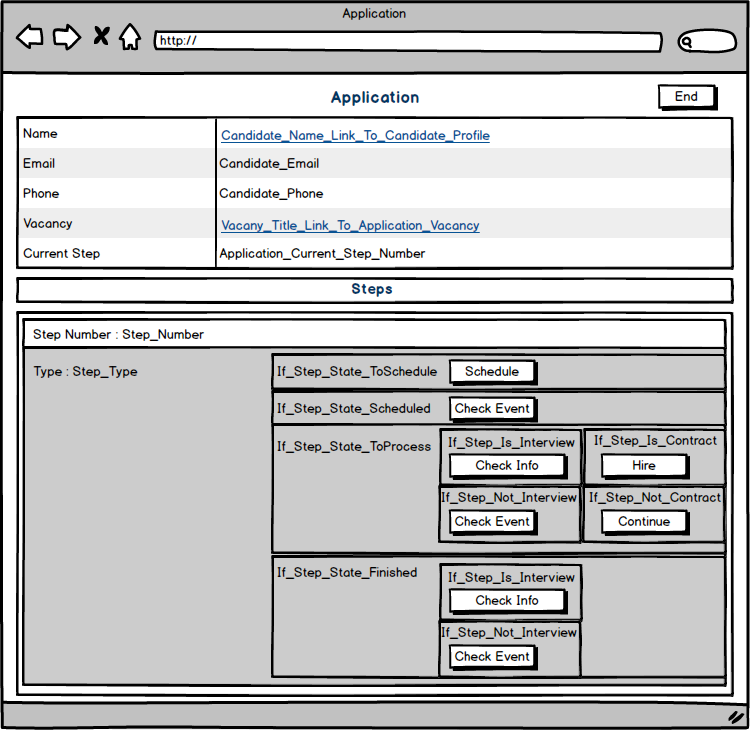 Application
http://
Application
End
Name
Candidate_Name_Link_To_Candidate_Profile
Email
Candidate_Email
Phone
Candidate_Phone
Vacancy
Vacany_Title_Link_To_Application_Vacancy
Current Step
Application_Current_Step_Number
Steps
Step Number : Step_Number
Type : Step_Type
If_Step_State_ToSchedule
Schedule
If_Step_State_Scheduled
Check Event
If_Step_State_ToProcess
If_Step_Is_Interview
Check Info
If_Step_Is_Contract
Hire
If_Step_Not_Interview
Check Event
If_Step_Not_Contract
Continue
If_Step_State_Finished
If_Step_Is_Interview
Check Info
If_Step_Not_Interview
Check Event